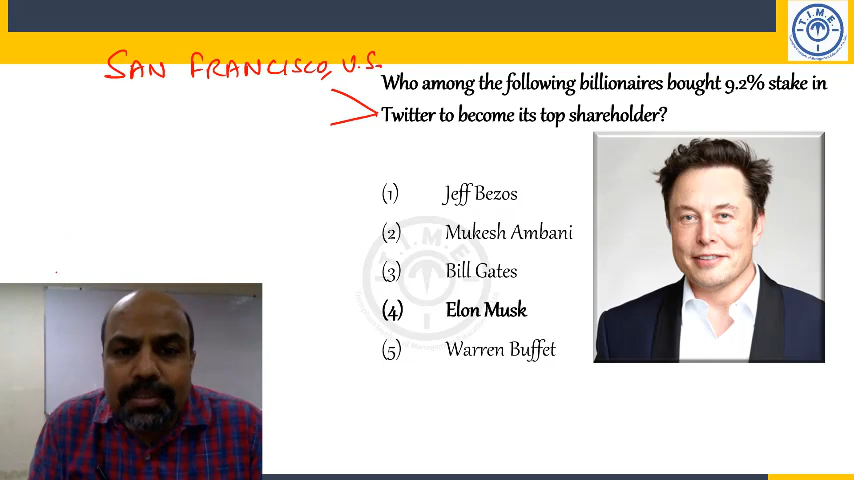 T.I.M.E.
SAN FRANCISCO, U.S.
Who among the following billionaires bought 9.2% stake in
Twitter to become its top shareholder?
(1) Jeff Bezos
(2) Mukesh Ambani
(3) Bill Gates
(4) Elon Musk
(5) Warren Buffet
T.I.M.E.